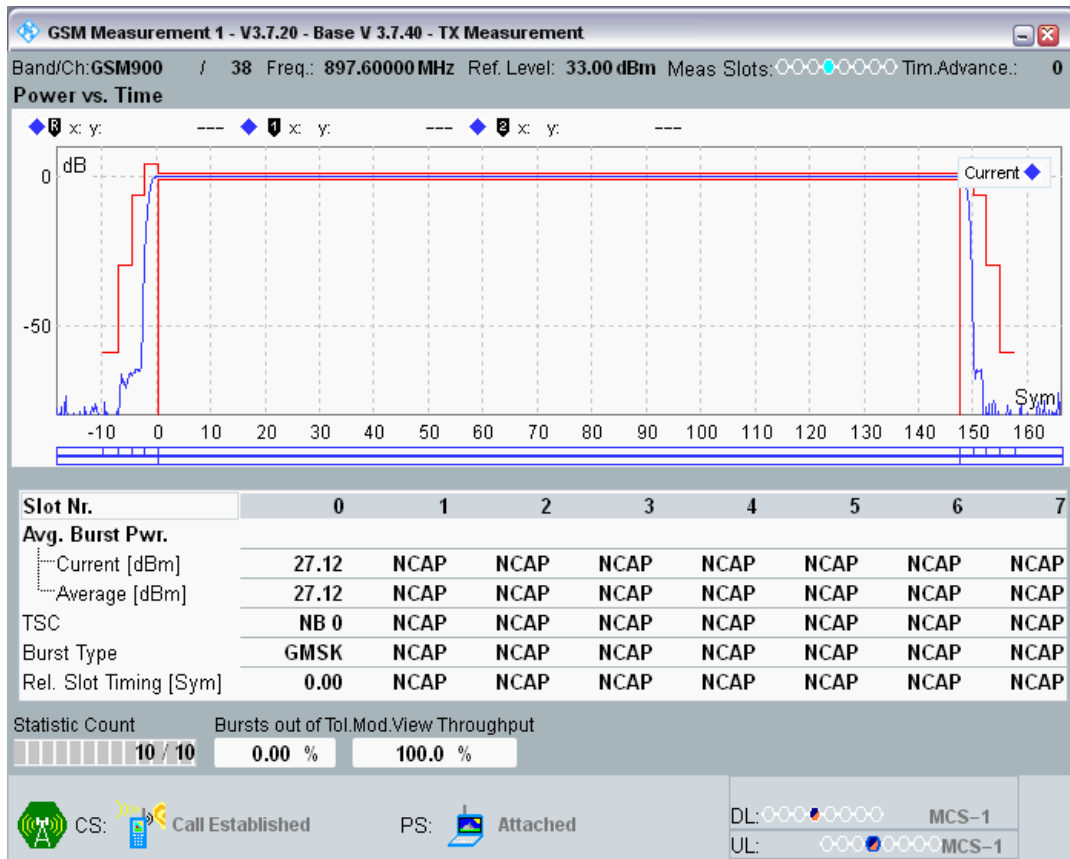 GSM Measurement 1 - V3.7.20 - Base V 3.7.40 - TX Measurement
Band/Ch:GSM900 / 38 Freq.: 897.60000 MHz Ref. Level: 33.00 dBm Meas Slots: Tim.Advance.: 0
Power vs. Time
R x: y: --- 1 x: y: --- 2 x: y: ---
dB
Current
0
-50
Sym
-10 0 10 20 30 40 50 60 70 80 90 100 110 120 130 140 150 160
Slot Nr. 0 1 2 3 4 5 6 7
Avg. Burst Pwr.
Current [dBm] 27.12 NCAP NCAP NCAP NCAP NCAP NCAP NCAP
Average [dBm] 27.12 NCAP NCAP NCAP NCAP NCAP NCAP NCAP
TSC NB 0 NCAP NCAP NCAP NCAP NCAP NCAP NCAP
Burst Type GMSK NCAP NCAP NCAP NCAP NCAP NCAP NCAP
Rel. Slot Timing [Sym] 0.00 NCAP NCAP NCAP NCAP NCAP NCAP NCAP
Statistic Count Bursts out of Tol.Mod.View Throughput
10 / 10 0.00 % 100.0 %
CS: Call Established PS: Attached
DL: MCS-1
UL: MCS-1